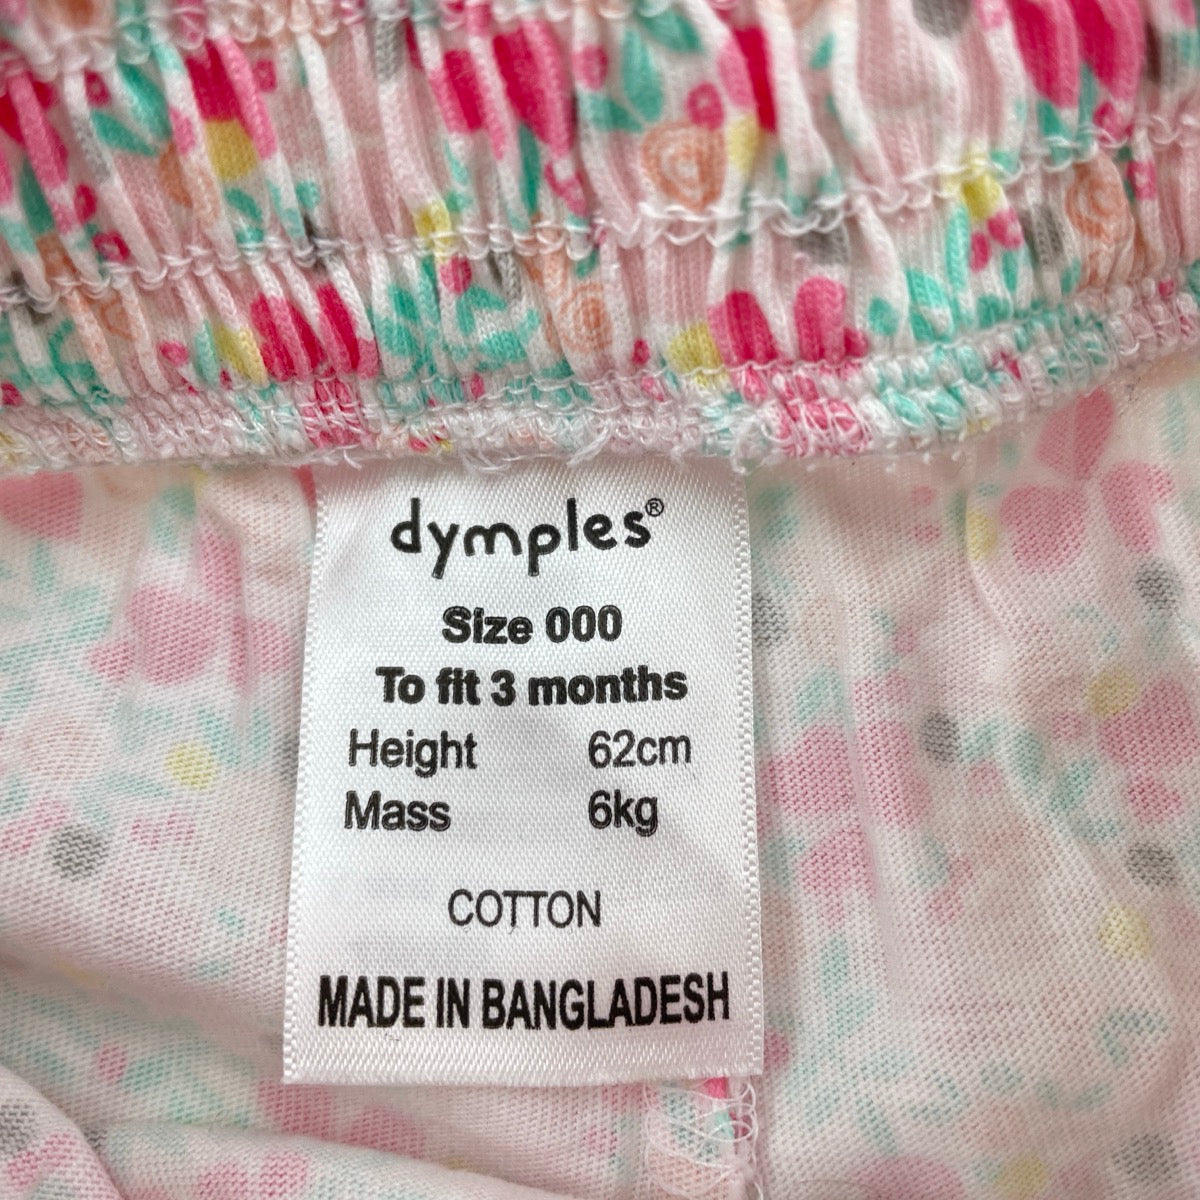 dymples®
Size 000
To fit 3 months
Height 62cm
Mass 6kg
COTTON
MADE IN BANGLADESH